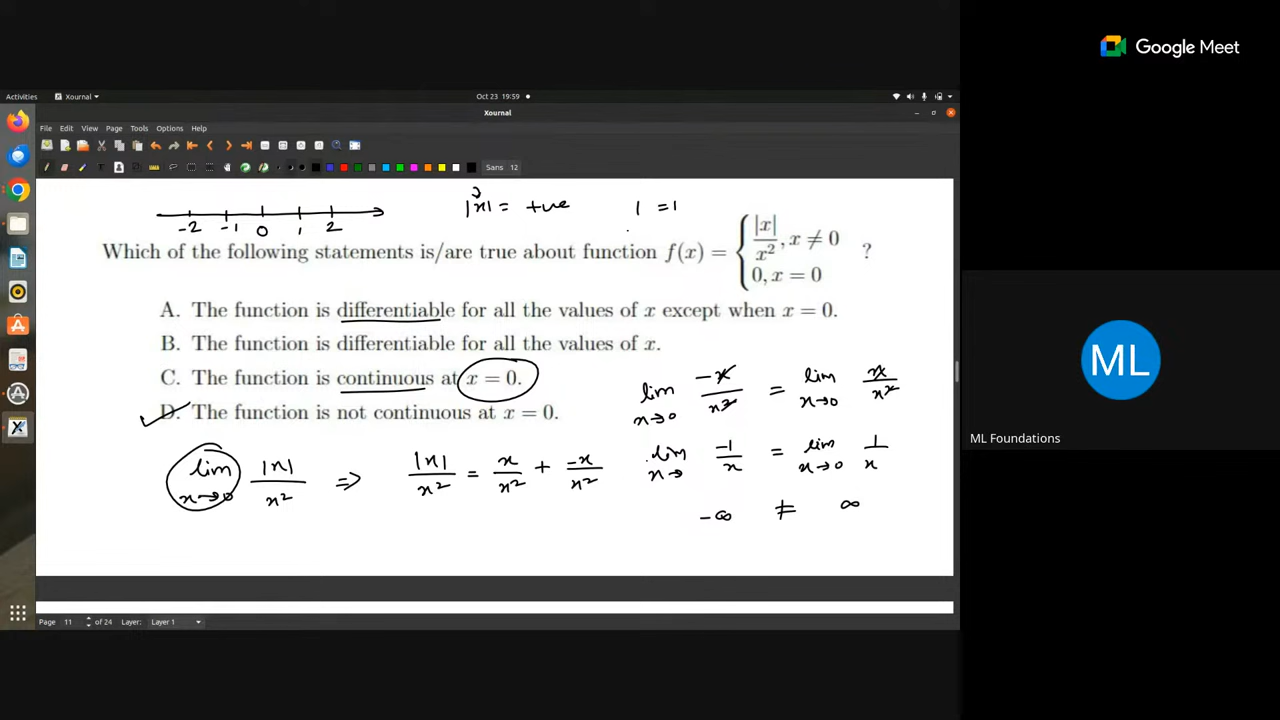 Google Meet
Activities Xournal Oct 23 19:59
Xournal
File Edit View Page Tools Options Help
Sans 12
-2 -1 0 1 2
|x| = +ve 1 = 1
Which of the following statements is/are true about function f(x) = { |x|/x², x ≠ 0
0, x = 0 ?
A. The function is differentiable for all the values of x except when x = 0.
B. The function is differentiable for all the values of x.
C. The function is continuous at x = 0.
D. The function is not continuous at x = 0.
lim x→0 -x/x² = lim x→0 x/x²
lim x→ -1/x = lim x→0 1/x
lim x→0 |x|/x² ⇒ |x|/x² = x/x² + -x/x²
-∞ ≠ ∞
ML
ML Foundations
Page 11 of 24 Layer: Layer 1